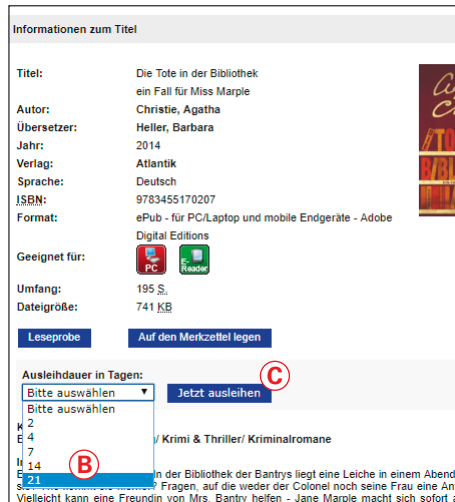 Informationen zum Titel
Titel: Die Tote in der Bibliothek
ein Fall für Miss Marple
Autor: Christie, Agatha
Übersetzer: Heller, Barbara
Jahr: 2014
Verlag: Atlantik
Sprache: Deutsch
ISBN: 9783455170207
Format: ePub - für PC/Laptop und mobile Endgeräte - Adobe
Digital Editions
Geeignet für: PC E-Reader
Umfang: 195 S.
Dateigröße: 741 KB
Leseprobe Auf den Merkzettel legen
Ausleihdauer in Tagen:
Bitte auswählen ▼ Jetzt ausleihen C
Bitte auswählen
2
4 / Krimi & Thriller/ Kriminalromane
7
14 B in der Bibliothek der Bantrys liegt eine Leiche in einem Abend
21 ? Fragen, auf die weder der Colonel noch seine Frau eine An
Vielleicht kann eine Freundin von Mrs. Bantry helfen - Jane Marple macht sich sofort a